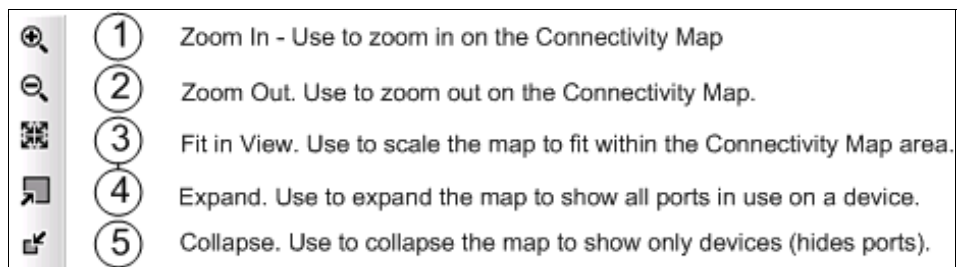 1 Zoom In - Use to zoom in on the Connectivity Map
2 Zoom Out. Use to zoom out on the Connectivity Map.
3 Fit in View. Use to scale the map to fit within the Connectivity Map area.
4 Expand. Use to expand the map to show all ports in use on a device.
5 Collapse. Use to collapse the map to show only devices (hides ports).